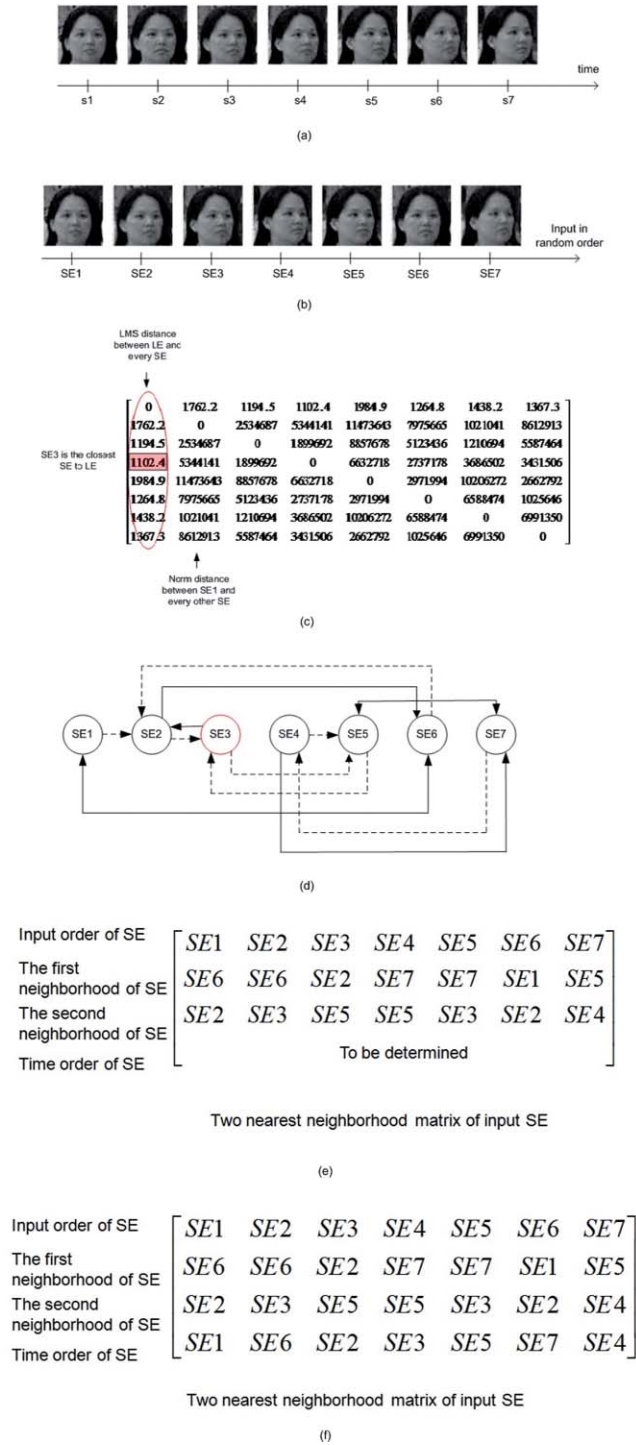 time
s1 s2 s3 s4 s5 s6 s7
(a)
Input in
random order
SE1 SE2 SE3 SE4 SE5 SE6 SE7
(b)
LMS distance
between LE and
every SE
SE3 is the closest
SE to LE
0 1762.2 1194.5 1102.4 1984.9 1264.8 1438.2 1367.3
1762.2 0 2534687 5344141 11473643 7975665 1021041 8612913
1194.5 2534687 0 1899692 8857678 5123436 1210694 5587464
1102.4 5344141 1899692 0 6632718 2737178 3686502 3431506
1984.9 11473643 8857678 6632718 0 2971994 10206272 2662792
1264.8 7975665 5123436 2737178 2971994 0 6588474 1025646
1438.2 1021041 1210694 3686502 10206272 6588474 0 6991350
1367.3 8612913 5587464 3431506 2662792 1025646 6991350 0
Norm distance
between SE1 and
every other SE
(c)
SE1 SE2 SE3 SE4 SE5 SE6 SE7
(d)
Input order of SE SE1 SE2 SE3 SE4 SE5 SE6 SE7
The first
neighborhood of SE SE6 SE6 SE2 SE7 SE7 SE1 SE5
The second
neighborhood of SE SE2 SE3 SE5 SE5 SE3 SE2 SE4
Time order of SE To be determined
Two nearest neighborhood matrix of input SE
(e)
Input order of SE SE1 SE2 SE3 SE4 SE5 SE6 SE7
The first
neighborhood of SE SE6 SE6 SE2 SE7 SE7 SE1 SE5
The second
neighborhood of SE SE2 SE3 SE5 SE5 SE3 SE2 SE4
Time order of SE SE1 SE6 SE2 SE3 SE5 SE7 SE4
Two nearest neighborhood matrix of input SE
(f)